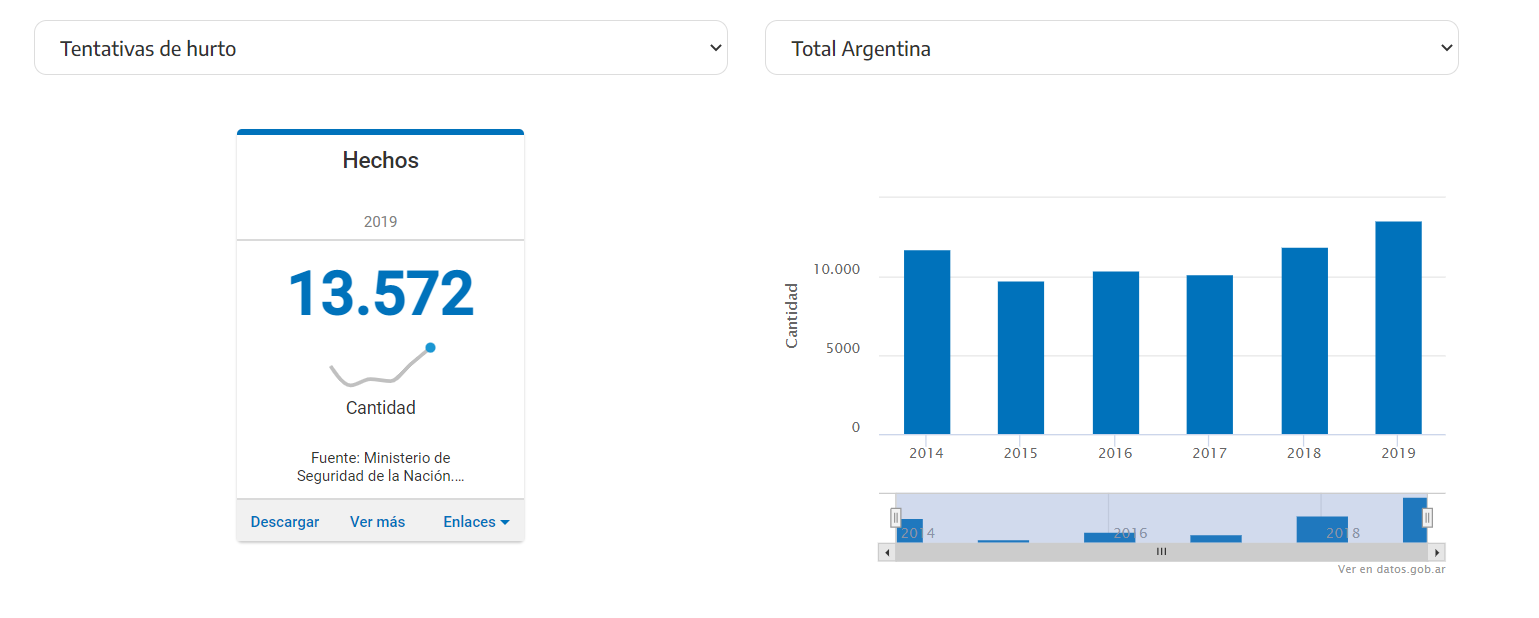 Tentativas de hurto
Total Argentina
Hechos
2019
13.572
Cantidad
Fuente: Ministerio de
Seguridad de la Nación....
Descargar Ver más Enlaces
Cantidad
10.000
5000
0
2014 2015 2016 2017 2018 2019
2014 2016 2018
Ver en datos.gob.ar